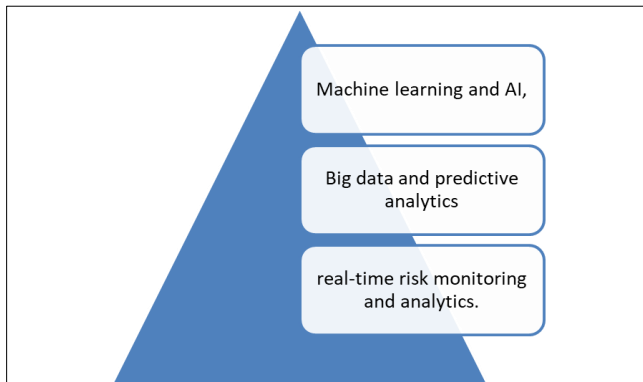 Machine learning and AI,
Big data and predictive
analytics
real-time risk monitoring
and analytics.